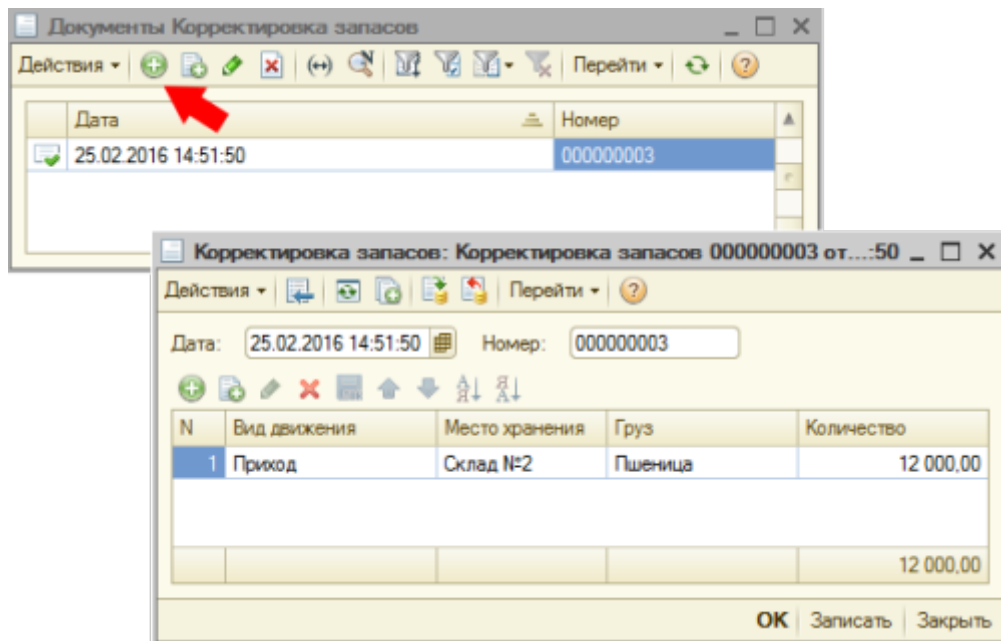 Документы Корректировка запасов
Действия Перейти
Дата Номер
25.02.2016 14:51:50 000000003
Корректировка запасов: Корректировка запасов 000000003 от...:50
Действия Перейти
Дата: 25.02.2016 14:51:50 Номер: 000000003
N Вид движения Место хранения Груз Количество
1 Приход Склад №2 Пшеница 12 000,00
12 000,00
OK Записать Закрыть